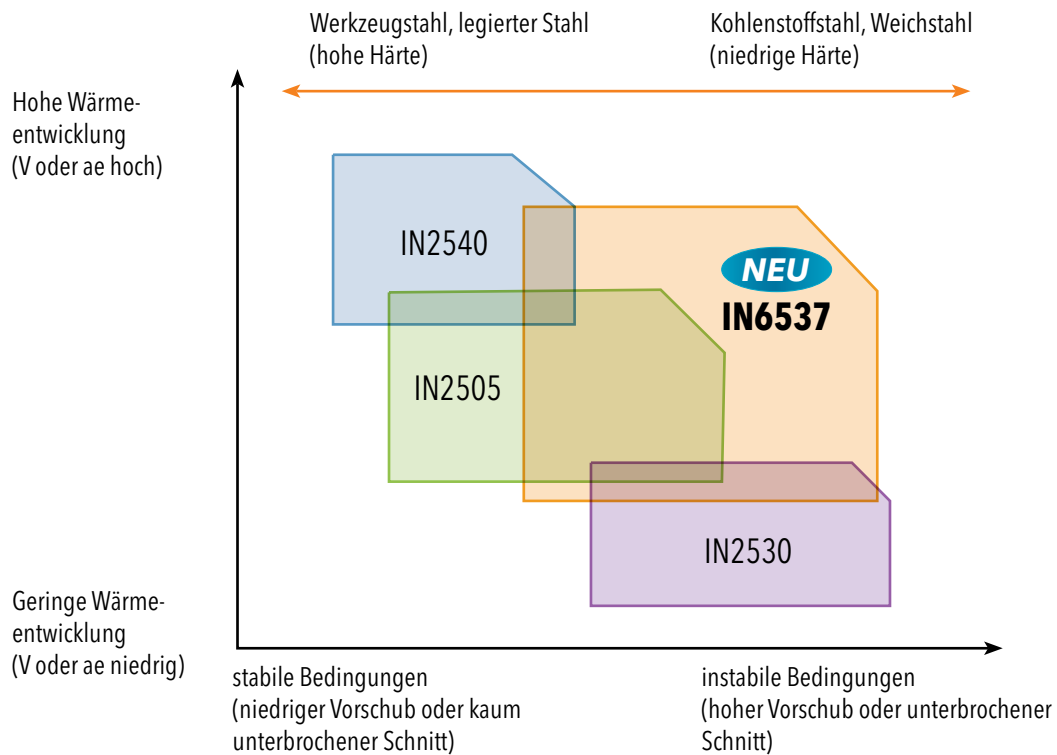 Werkzeugstahl, legierter Stahl
(hohe Härte)
Kohlenstoffstahl, Weichstahl
(niedrige Härte)
Hohe Wärme-
entwicklung
(V oder ae hoch)
IN2540
NEU
IN6537
IN2505
IN2530
Geringe Wärme-
entwicklung
(V oder ae niedrig)
stabile Bedingungen
(niedriger Vorschub oder kaum
unterbrochener Schnitt)
instabile Bedingungen
(hoher Vorschub oder unterbrochener
Schnitt)